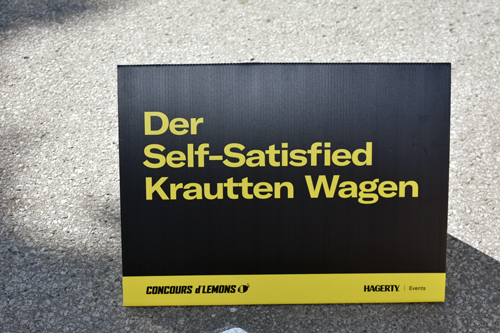 Der
Self-Satisfied
Krautten Wagen
CONCOURS d'LEMONS HAGERTY | Events